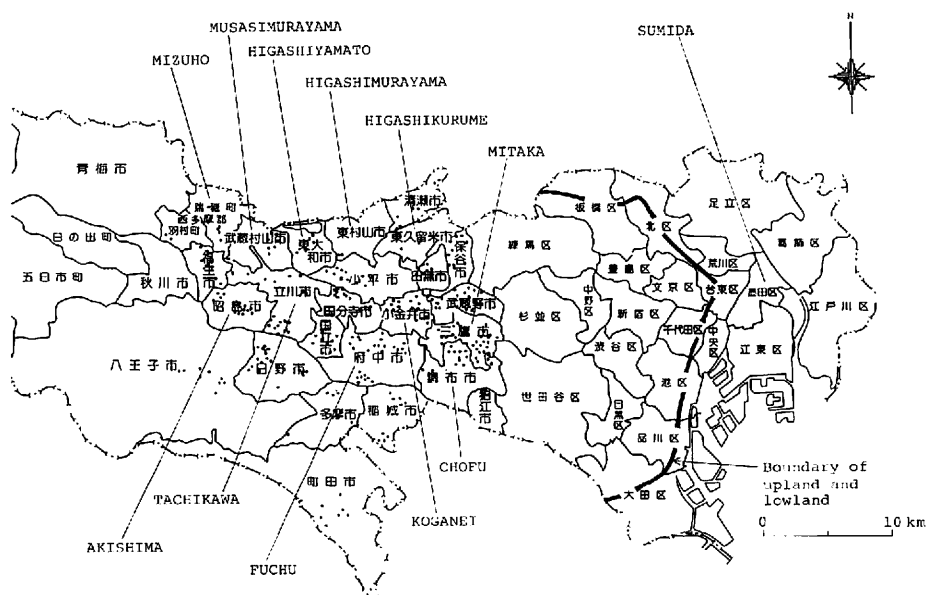 MUSASIMURAYAMA
SUMIDA
N
HIGASHIYAMATO
MIZUHO
HIGASHIMURAYAMA
HIGASHIKURUME
MITAKA
青梅市
清瀬市
板橋区
足立区
瑞穂町
西多摩郡
羽村町
北区
日の出町
武蔵村山市
東大
和市
東村山市
東久留米市
保谷市
練馬区
葛飾区
荒川区
五日市町
秋川市
福生市
小平市
田無市
豊島区
文京区
台東区
墨田区
昭島市
立川市
国分寺市
小金井市
武蔵野市
中野区
新宿区
江戸川区
国立市
三鷹市
杉並区
千代田区
中央区
八王子市
日野市
府中市
渋谷区
江東区
調布市
港区
狛江市
世田谷区
目黒区
多摩市
稲城市
品川区
CHOFU
町田市
Boundary of
upland and
lowland
大田区
TACHIKAWA
KOGANEI
0 10 km
AKISHIMA
FUCHU